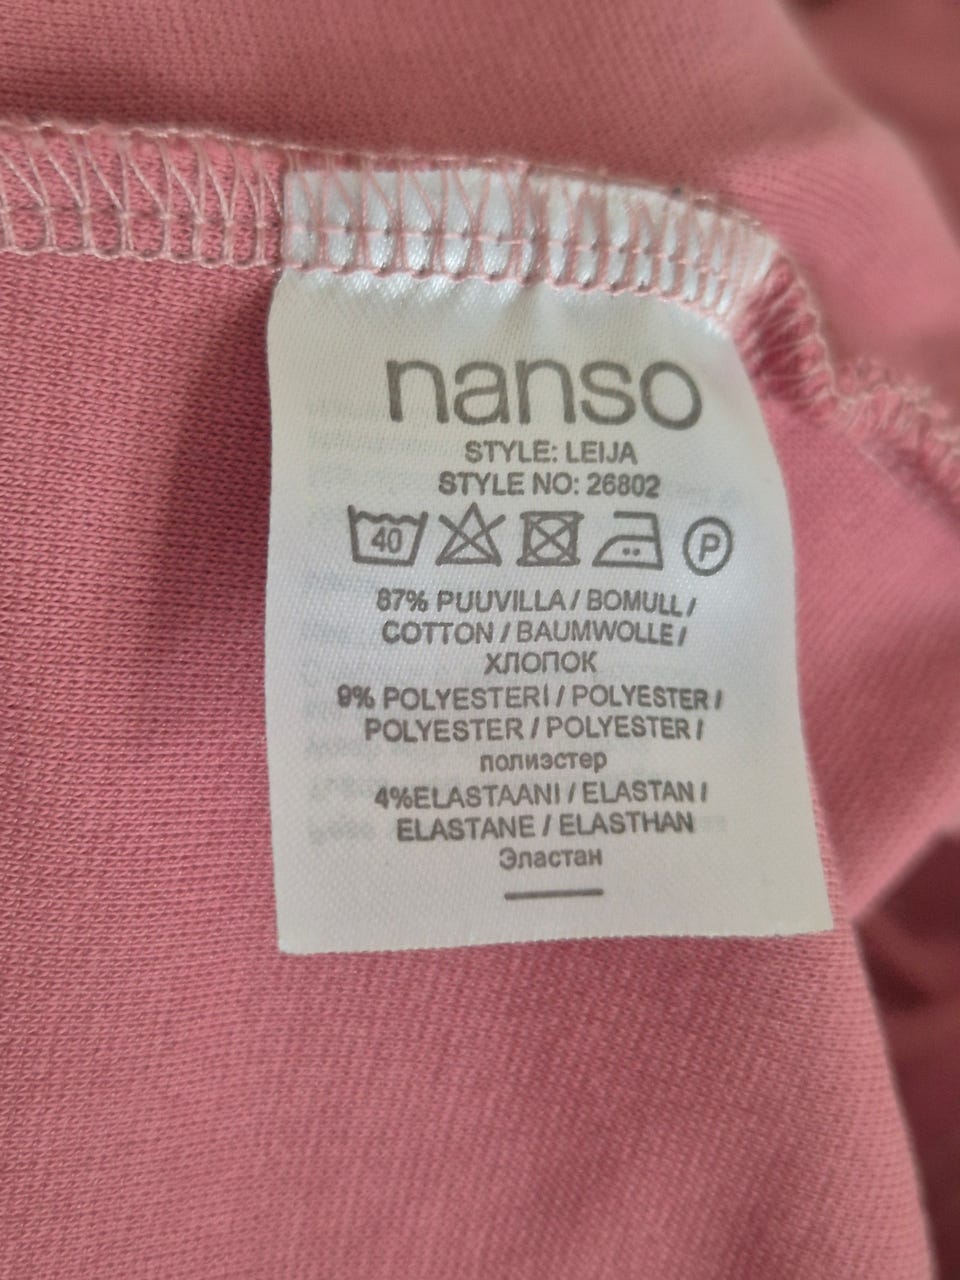 nanso
STYLE: LEIJA
STYLE NO: 26802
40 P
87% PUUVILLA / BOMULL /
COTTON / BAUMWOLLE /
ХЛОПОК
9% POLYESTERI / POLYESTER /
POLYESTER / POLYESTER /
полиэстер
4%ELASTAANI / ELASTAN /
ELASTANE / ELASTHAN
Эластан